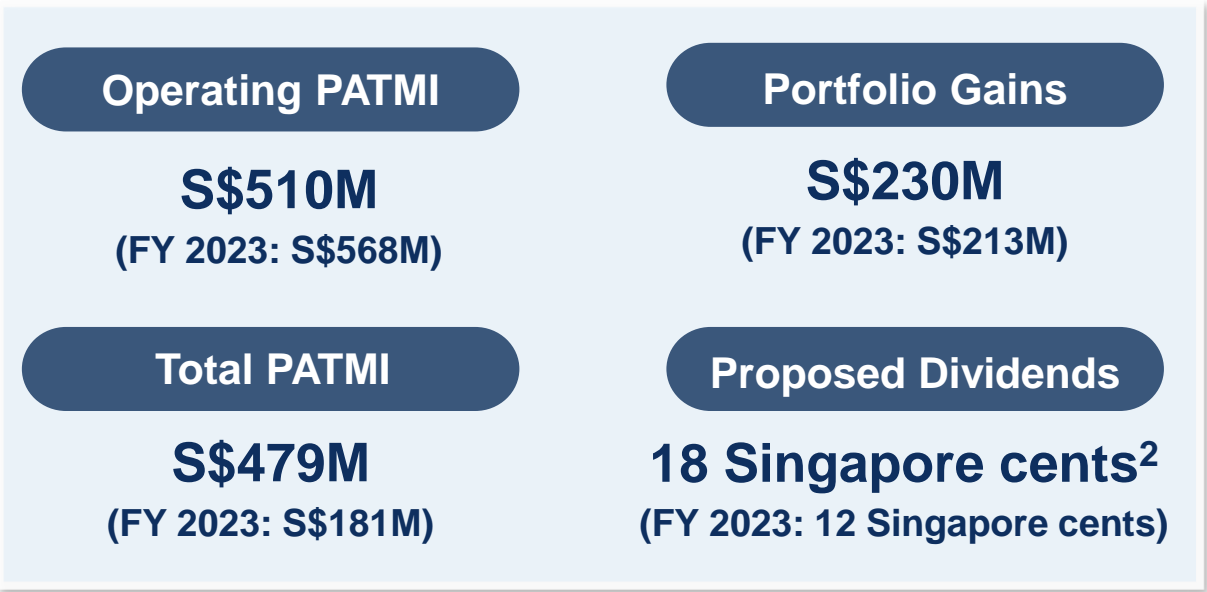 Operating PATMI
S$510M
(FY 2023: S$568M)
Portfolio Gains
S$230M
(FY 2023: S$213M)
Total PATMI
S$479M
(FY 2023: S$181M)
Proposed Dividends
18 Singapore cents²
(FY 2023: 12 Singapore cents)